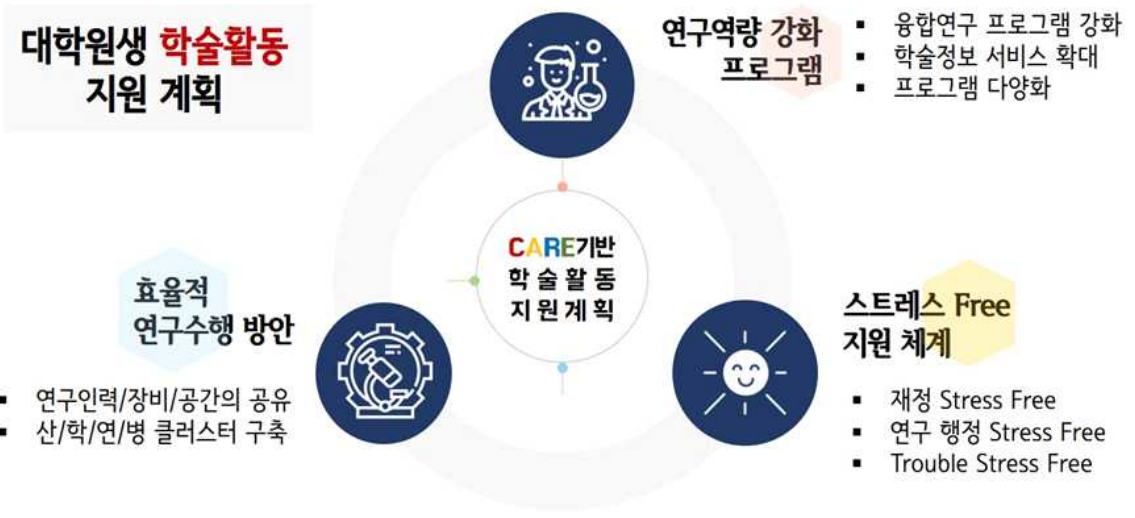 대학원생 학술활동
지원 계획
연구역량 강화
프로그램
▪ 융합연구 프로그램 강화
▪ 학술정보 서비스 확대
▪ 프로그램 다양화
CARE기반
학 술 활 동
지 원 계 획
효율적
연구수행 방안
▪ 연구인력/장비/공간의 공유
▪ 산/학/연/병 클러스터 구축
스트레스 Free
지원 체계
▪ 재정 Stress Free
▪ 연구 행정 Stress Free
▪ Trouble Stress Free